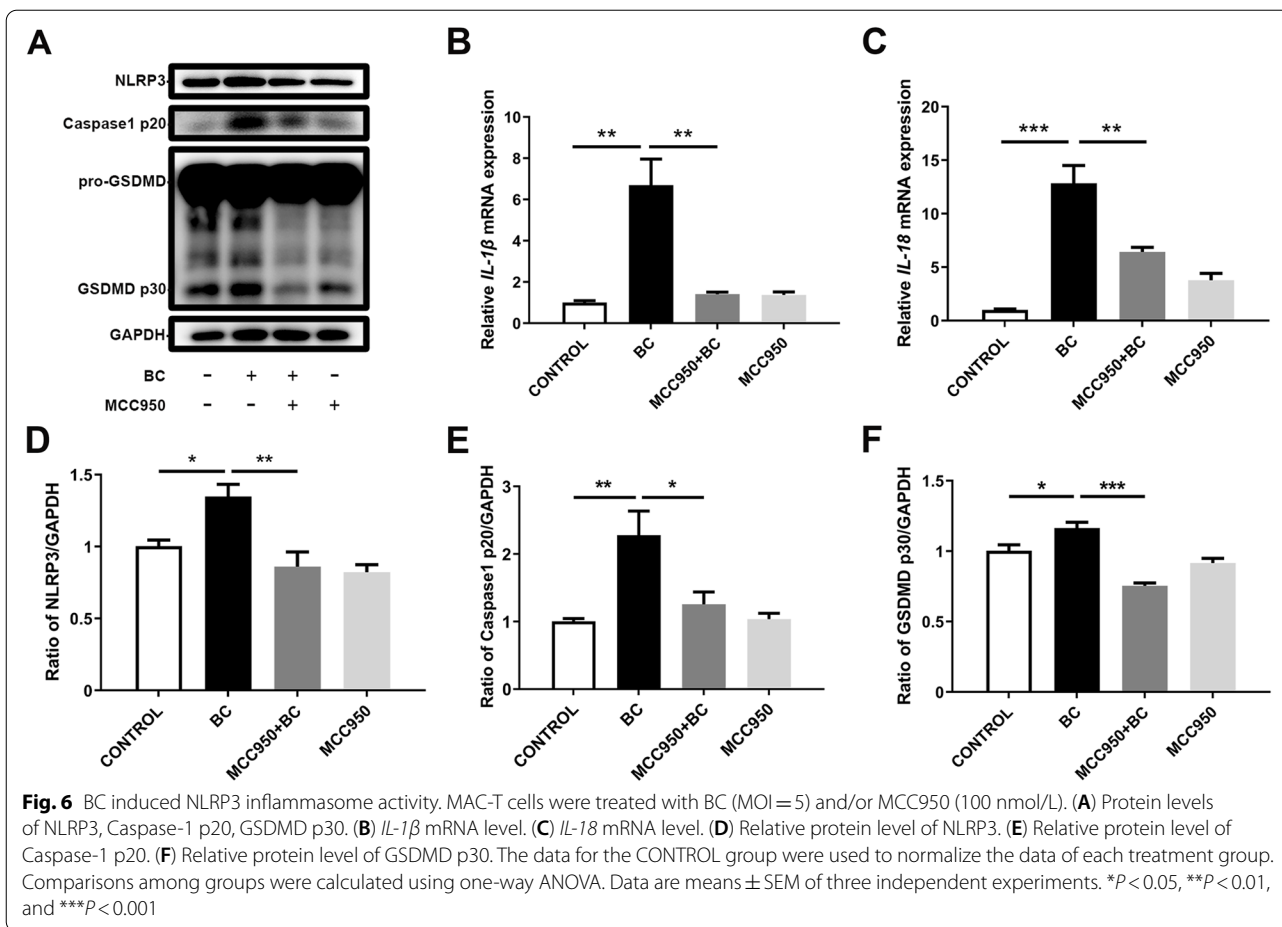 A
NLRP3
Caspase1 p20
pro-GSDMD
GSDMD p30
GAPDH
BC - + + -
MCC950 - - + +
B
Relative IL-1β mRNA expression
10
8
6
4
2
0
** **
CONTROL
BC
MCC950+BC
MCC950
C
Relative IL-18 mRNA expression
20
15
10
5
0
*** **
CONTROL
BC
MCC950+BC
MCC950
D
Ratio of NLRP3/GAPDH
1.5
1
0.5
0
* **
CONTROL
BC
MCC950+BC
MCC950
E
Ratio of Caspase1 p20/GAPDH
3
2
1
0
** *
CONTROL
BC
MCC950+BC
MCC950
F
Ratio of GSDMD p30/GAPDH
1.5
1
0.5
0
* ***
CONTROL
BC
MCC950+BC
MCC950
Fig. 6 BC induced NLRP3 inflammasome activity. MAC-T cells were treated with BC (MOI = 5) and/or MCC950 (100 nmol/L). (A) Protein levels
of NLRP3, Caspase-1 p20, GSDMD p30. (B) IL-1β mRNA level. (C) IL-18 mRNA level. (D) Relative protein level of NLRP3. (E) Relative protein level of
Caspase-1 p20. (F) Relative protein level of GSDMD p30. The data for the CONTROL group were used to normalize the data of each treatment group.
Comparisons among groups were calculated using one-way ANOVA. Data are means ± SEM of three independent experiments. *P < 0.05, **P < 0.01,
and ***P < 0.001